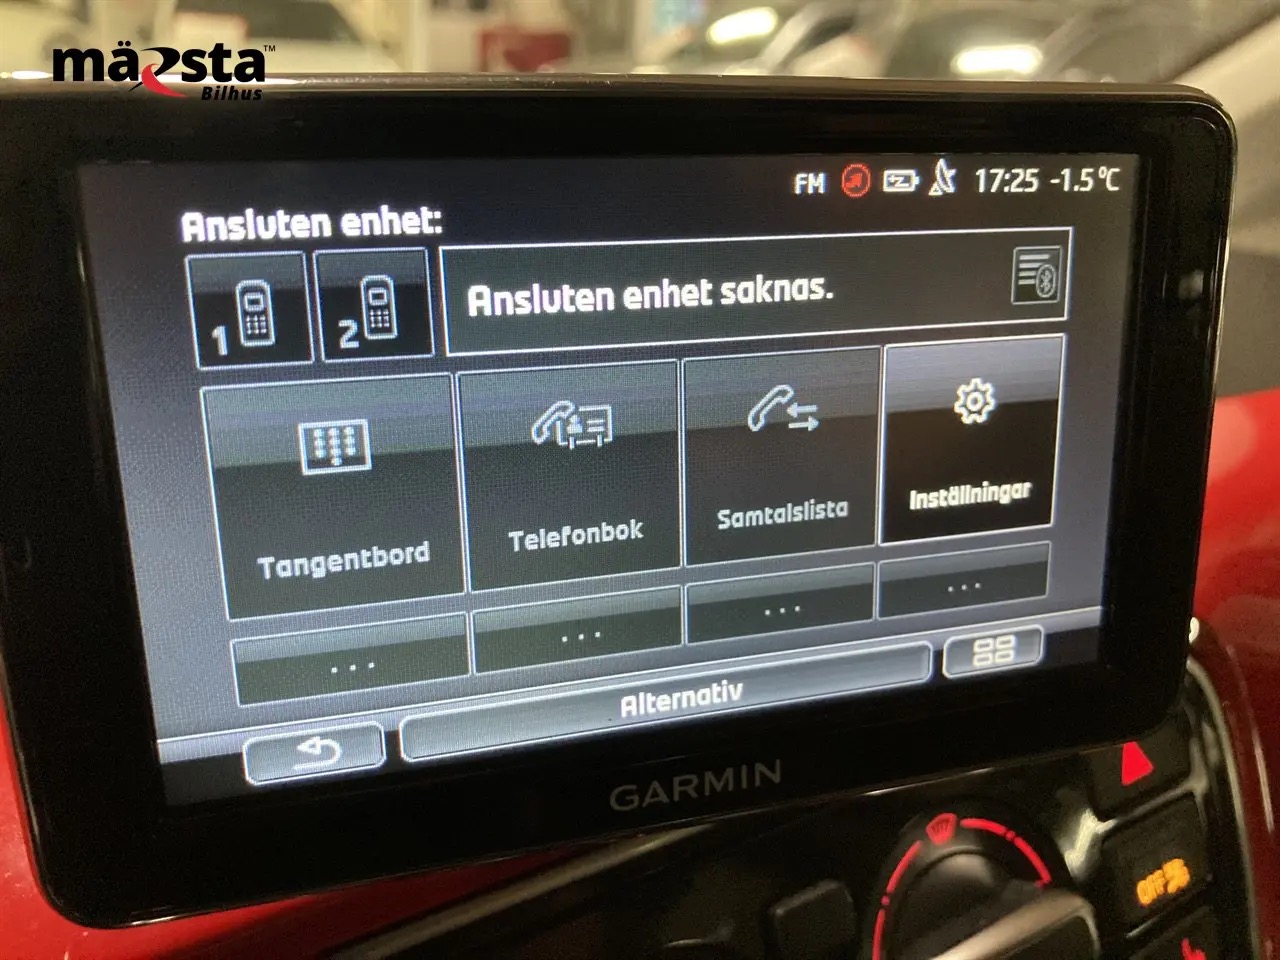 märsta™
Bilhus
FM 17:25 -1.5°C
Ansluten enhet:
1
2
Ansluten enhet saknas.
Tangentbord
Telefonbok
Samtalslista
Inställningar
...
...
...
...
Alternativ
GARMIN
OFF